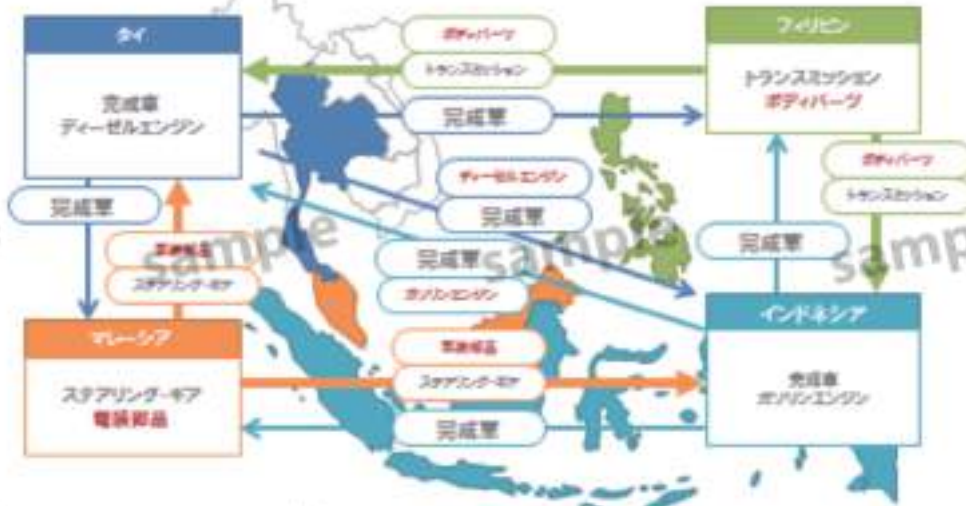 タイ
完成車
ディーゼルエンジン
フィリピン
トランスミッション
ボディパーツ
ボディパーツ
トランスミッション
完成車
ボディパーツ
トランスミッション
ディーゼルエンジン
完成車
完成車
電装部品
ステアリング・ギア
完成車
ガソリンエンジン
完成車
sample
sample
sample
マレーシア
ステアリング・ギア
電装部品
電装部品
ステアリング・ギア
完成車
インドネシア
完成車
ガソリンエンジン